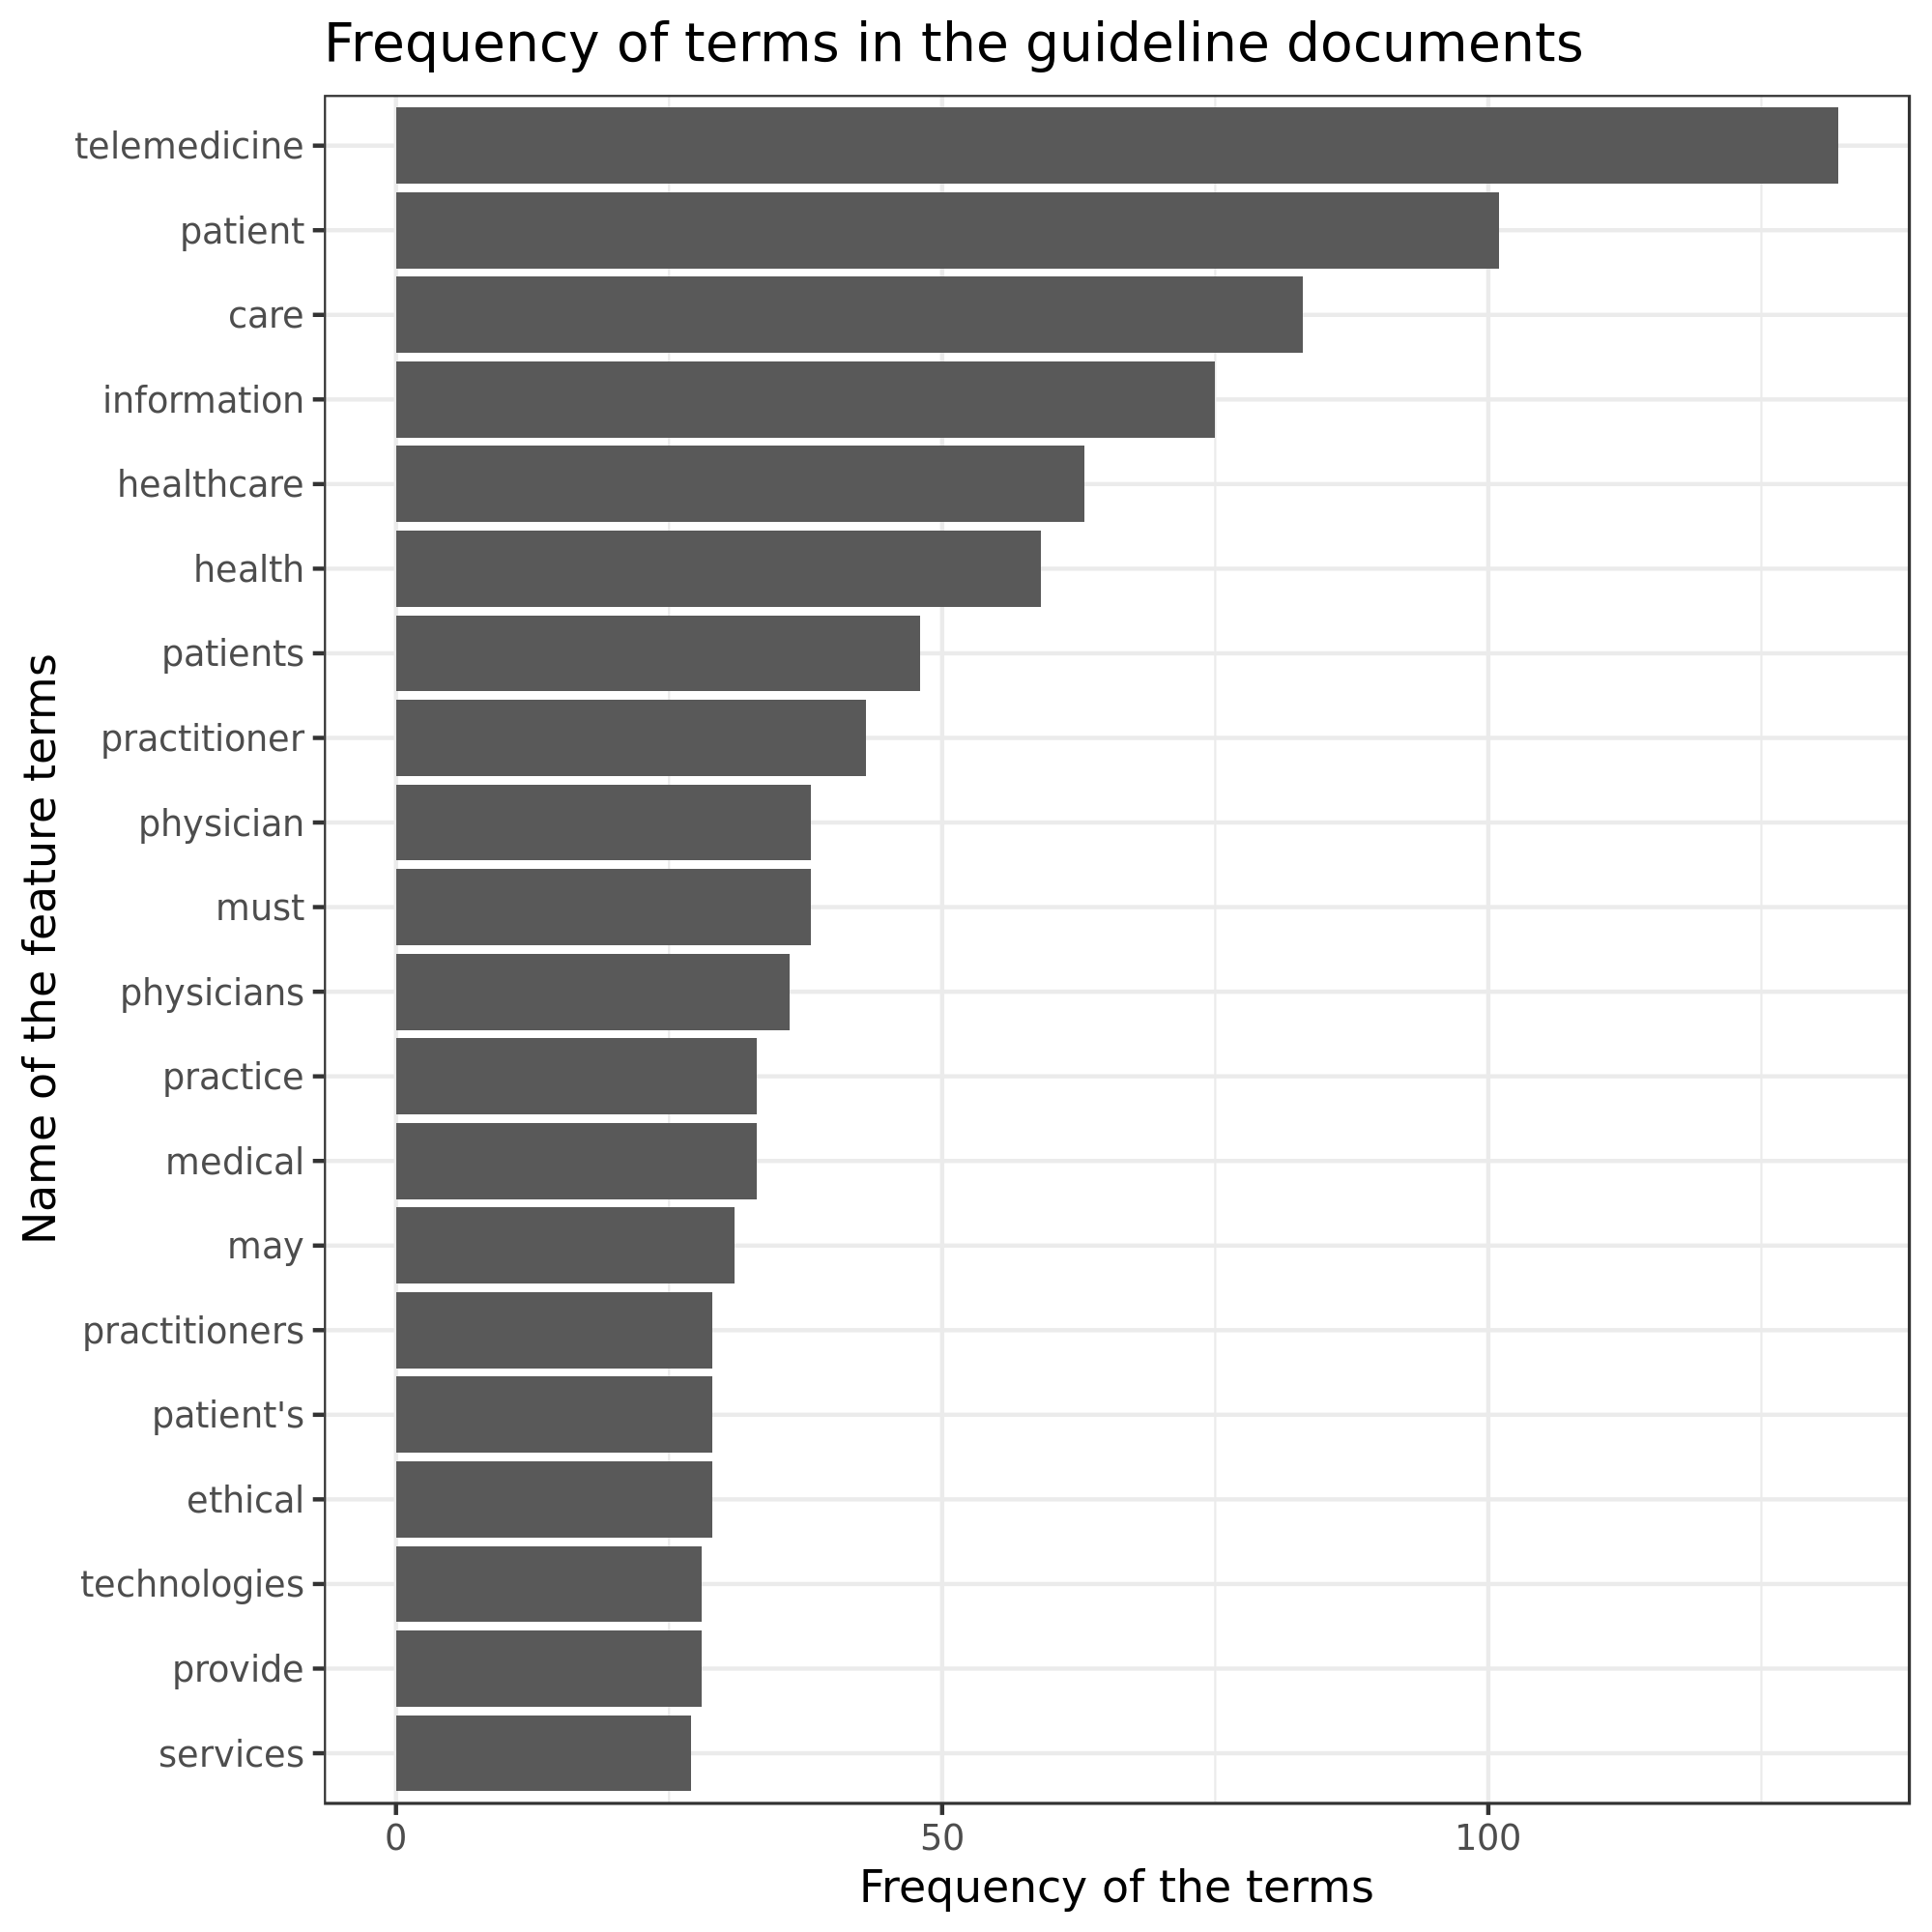 Frequency of terms in the guideline documents
Name of the feature terms
telemedicine
patient
care
information
healthcare
health
patients
practitioner
physician
must
physicians
practice
medical
may
practitioners
patient's
ethical
technologies
provide
services
0 50 100
Frequency of the terms